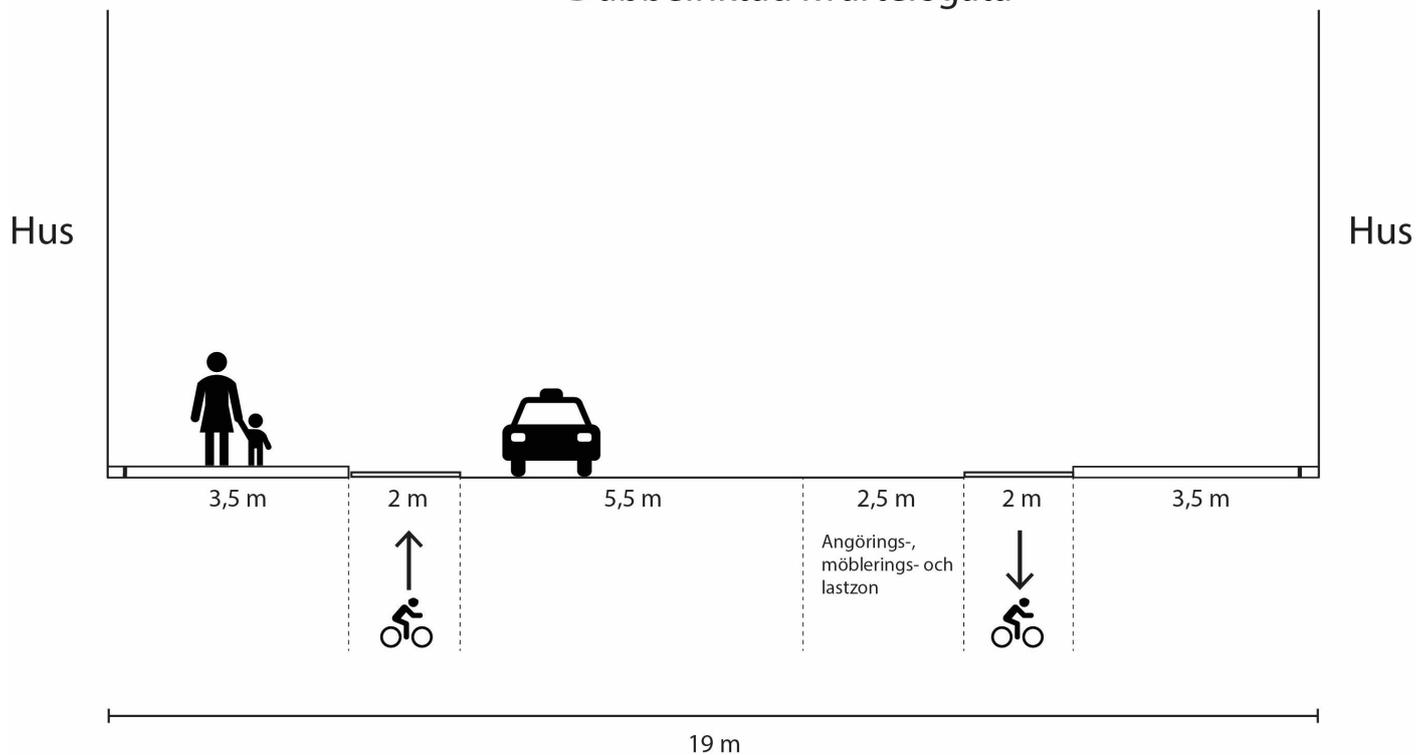 Hus
Hus
3,5 m
2 m
5,5 m
2,5 m
2 m
3,5 m
Angörings-,
möblerings- och
lastzon
19 m